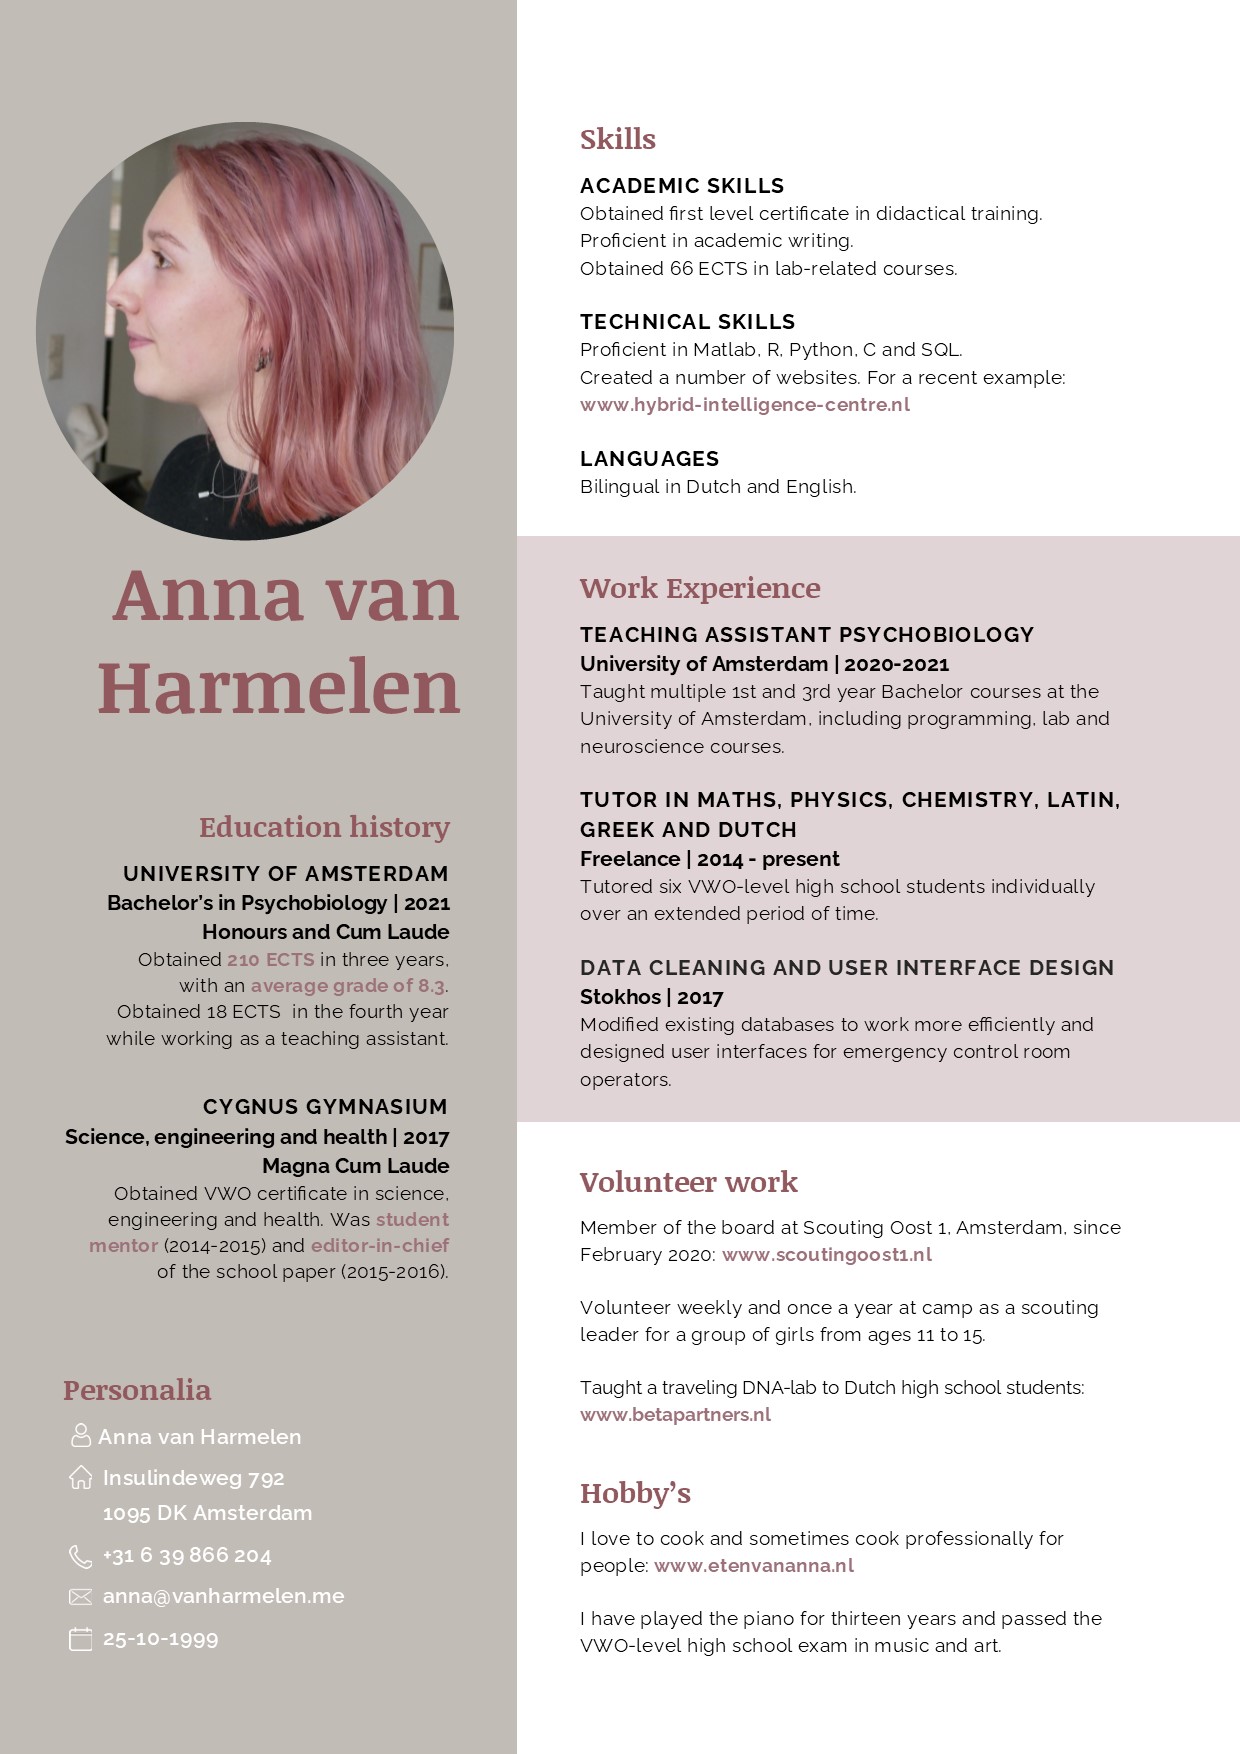 Anna van
Harmelen
Education history
UNIVERSITY OF AMSTERDAM
Bachelor's in Psychobiology | 2021
Honours and Cum Laude
Obtained 210 ECTS in three years,
with an average grade of 8.3.
Obtained 18 ECTS  in the fourth year
while working as a teaching assistant.
CYGNUS GYMNASIUM
Science, engineering and health | 2017
Magna Cum Laude
Obtained VWO certificate in science,
engineering and health. Was student
mentor (2014-2015) and editor-in-chief
of the school paper (2015-2016).
Personalia
Anna van Harmelen
Insulindeweg 792
1095 DK Amsterdam
+31 6 39 866 204
anna@vanharmelen.me
25-10-1999
Skills
ACADEMIC SKILLS
Obtained first level certificate in didactical training.
Proficient in academic writing.
Obtained 66 ECTS in lab-related courses.
TECHNICAL SKILLS
Proficient in Matlab, R, Python, C and SQL.
Created a number of websites. For a recent example:
www.hybrid-intelligence-centre.nl
LANGUAGES
Bilingual in Dutch and English.
Work Experience
TEACHING ASSISTANT PSYCHOBIOLOGY
University of Amsterdam | 2020-2021
Taught multiple 1st and 3rd year Bachelor courses at the
University of Amsterdam, including programming, lab and
neuroscience courses.
TUTOR IN MATHS, PHYSICS, CHEMISTRY, LATIN,
GREEK AND DUTCH
Freelance | 2014 - present
Tutored six VWO-level high school students individually
over an extended period of time.
DATA CLEANING AND USER INTERFACE DESIGN
Stokhos | 2017
Modified existing databases to work more efficiently and
designed user interfaces for emergency control room
operators.
Volunteer work
Member of the board at Scouting Oost 1, Amsterdam, since
February 2020: www.scoutingoost1.nl
Volunteer weekly and once a year at camp as a scouting
leader for a group of girls from ages 11 to 15.
Taught a traveling DNA-lab to Dutch high school students:
www.betapartners.nl
Hobby's
I love to cook and sometimes cook professionally for
people: www.etenvananna.nl
I have played the piano for thirteen years and passed the
VWO-level high school exam in music and art.